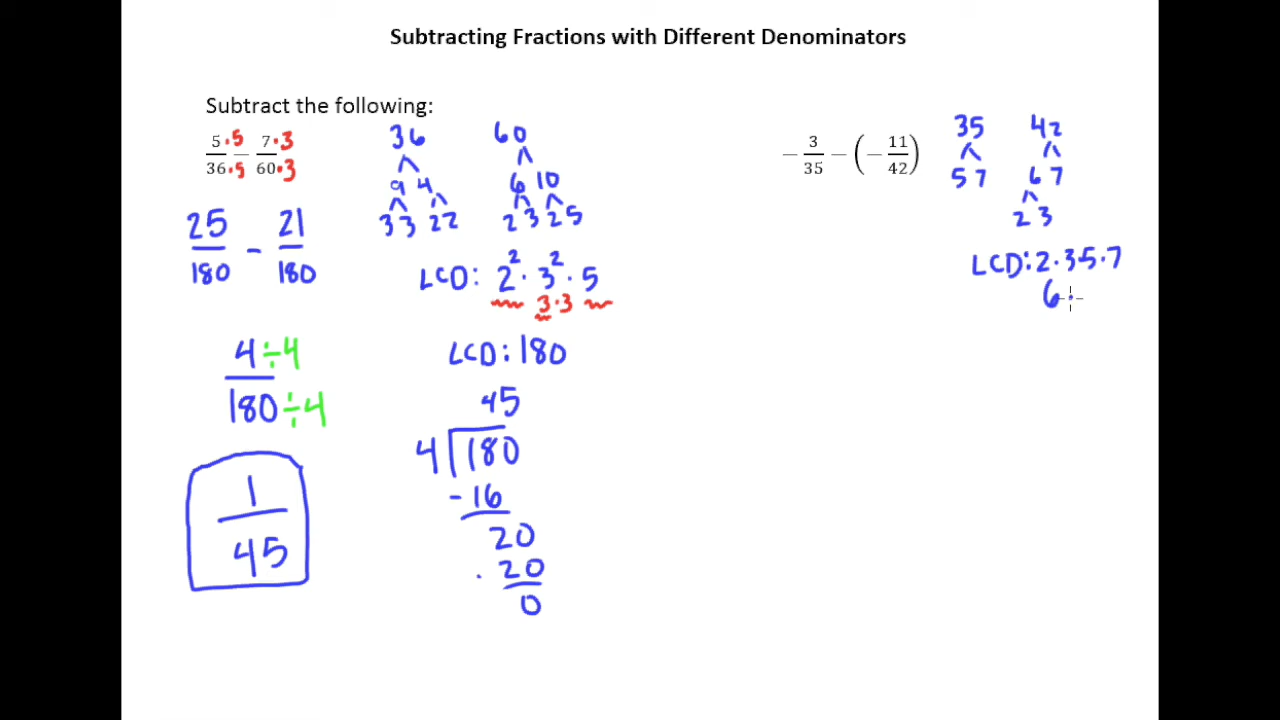 Subtracting Fractions with Different Denominators
Subtract the following:
5·5 / 36·5 − 7·3 / 60·3
25/180 - 21/180
4÷4 / 180÷4
1/45
36
9 4
3 3 2 2
60
6 10
2 3 2 5
LCD: 2² · 3² · 5
3·3
LCD: 180
45
4 180
-16
20
. 20
0
−3/35 − (−11/42)
35
5 7
42
6 7
2 3
LCD: 2·3·5·7
6·